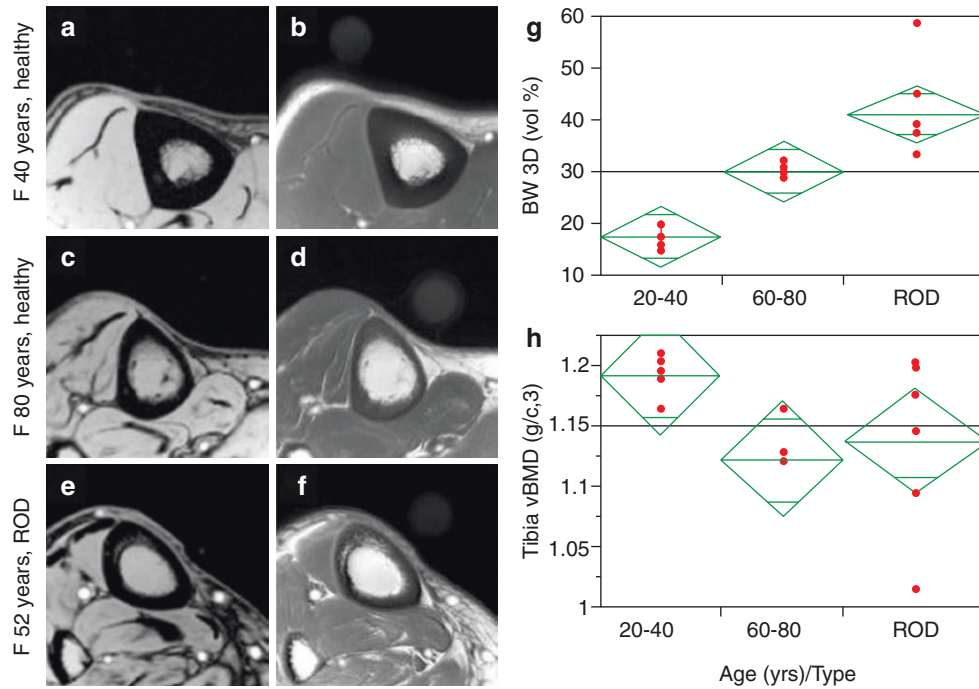 F 40 years, healthy
a
b
F 80 years, healthy
c
d
F 52 years, ROD
e
f
g
BW 3D (vol %)
60
50
40
30
20
10
20-40
60-80
ROD
h
Tibia vBMD (g/c,3)
1.2
1.15
1.1
1.05
1
20-40
60-80
ROD
Age (yrs)/Type